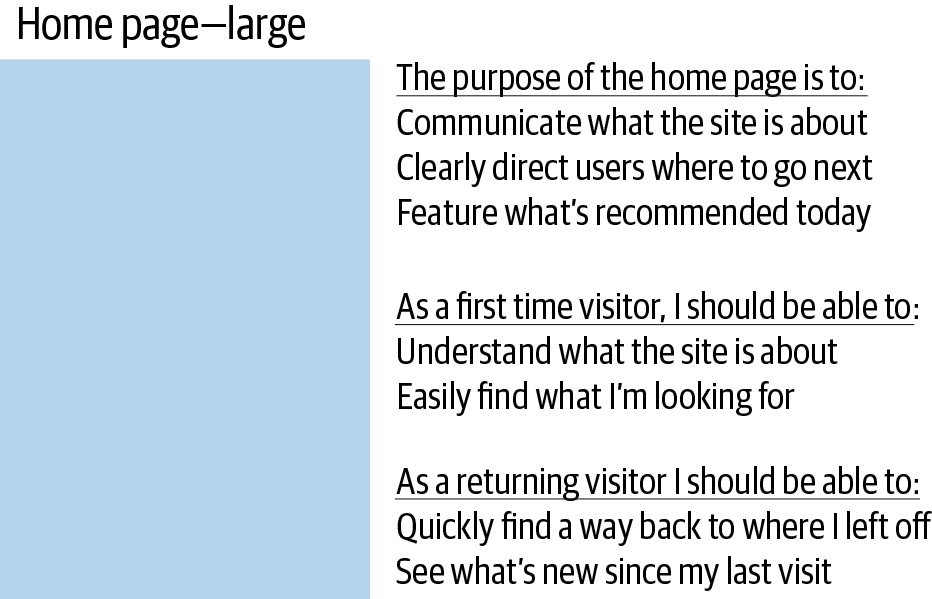 Home page—large
The purpose of the home page is to:
Communicate what the site is about
Clearly direct users where to go next
Feature what’s recommended today
As a first time visitor, I should be able to:
Understand what the site is about
Easily find what I’m looking for
As a returning visitor I should be able to:
Quickly find a way back to where I left off
See what’s new since my last visit